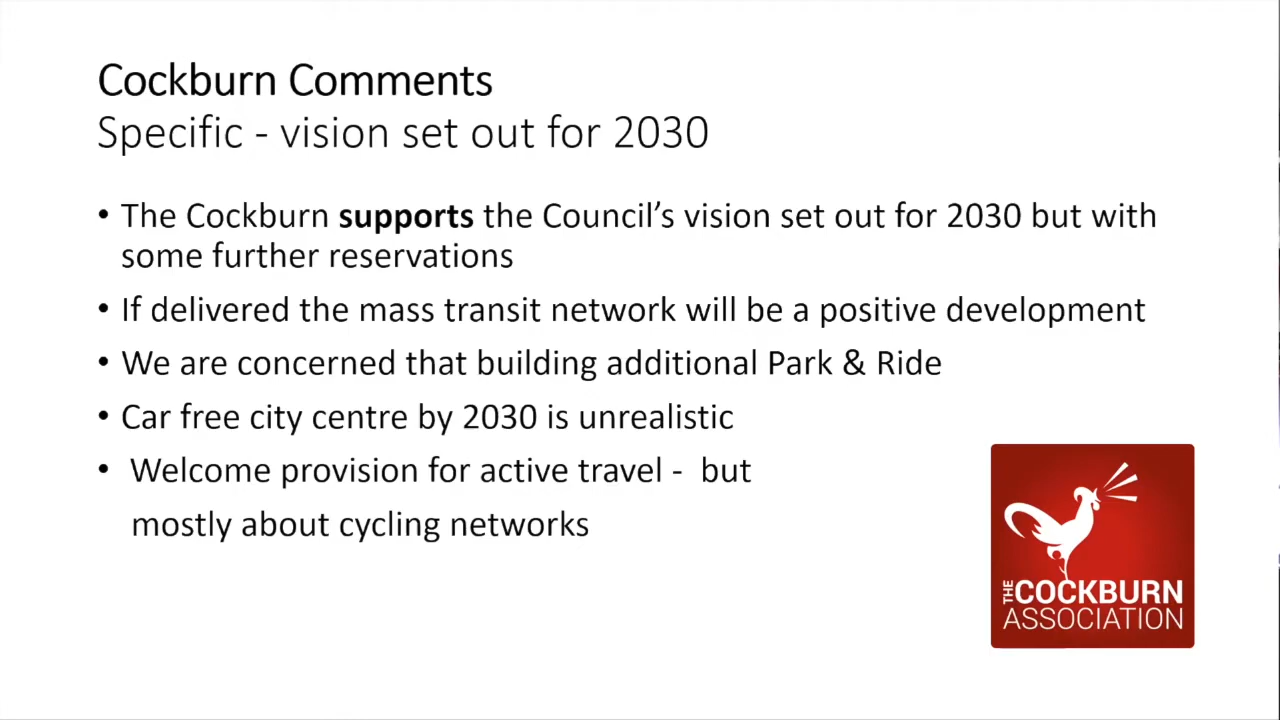 Cockburn Comments
Specific - vision set out for 2030
• The Cockburn supports the Council’s vision set out for 2030 but with
some further reservations
• If delivered the mass transit network will be a positive development
• We are concerned that building additional Park & Ride
• Car free city centre by 2030 is unrealistic
• Welcome provision for active travel - but
mostly about cycling networks
THE COCKBURN
ASSOCIATION